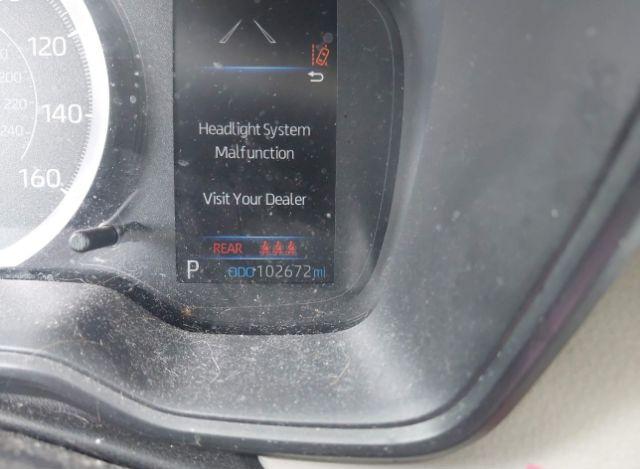 120
200
220
140
240
160
Headlight System
Malfunction
Visit Your Dealer
REAR
P ODO 102672 mi